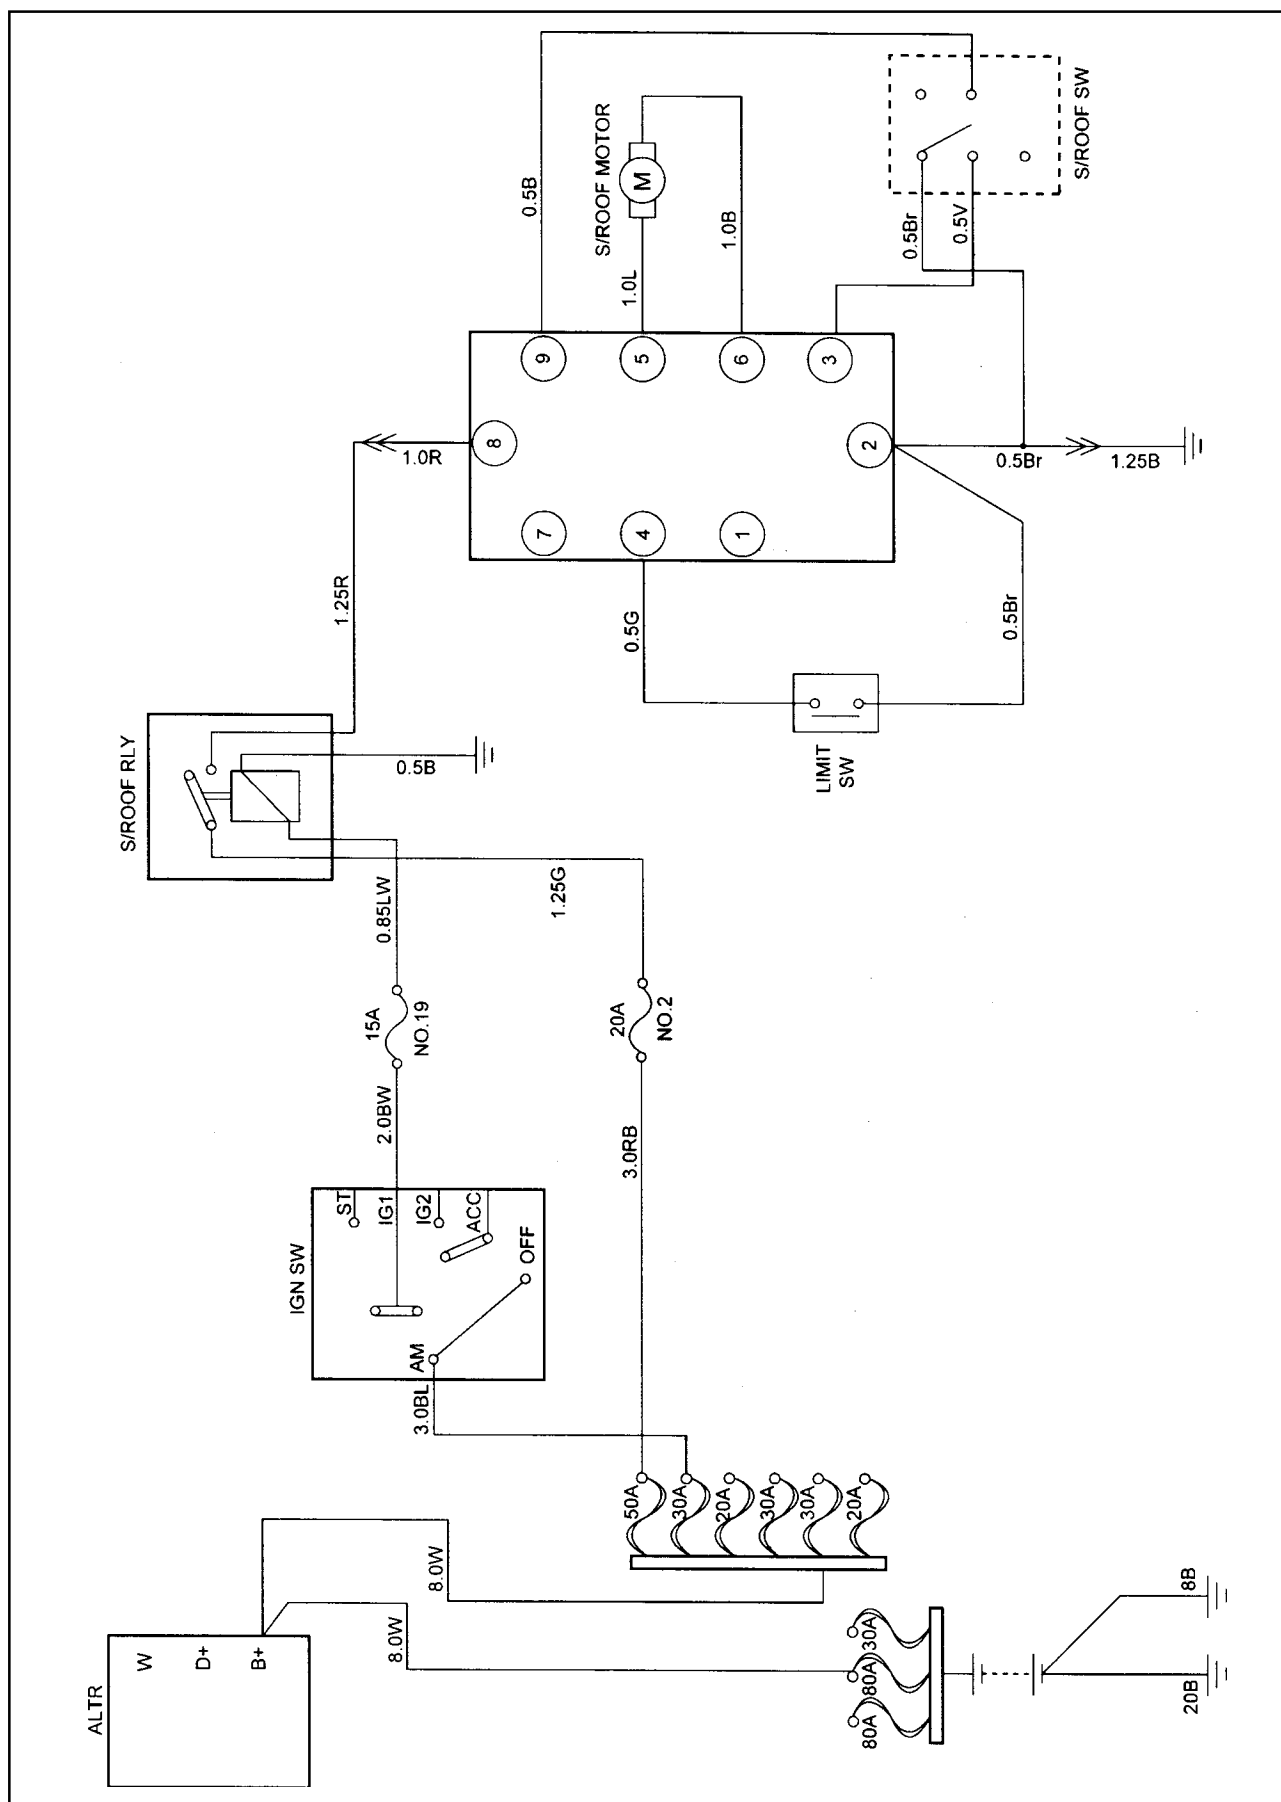 ALTR
W
D+
B+
8.0W
8.0W
80A
80A
30A
20B
8B
50A
30A
20A
30A
30A
20A
3.0BL
IGN SW
AM
OFF
ST
IG1
IG2
ACC
2.0BW
15A
NO.19
0.85LW
3.0RB
20A
NO.2
1.25G
S/ROOF RLY
0.5B
1.25R
1.0R
LIMIT
SW
0.5G
0.5Br
7
4
1
8
2
9
5
6
3
0.5Br
1.25B
0.5B
1.0L
S/ROOF MOTOR
M
1.0B
0.5Br
0.5V
S/ROOF SW